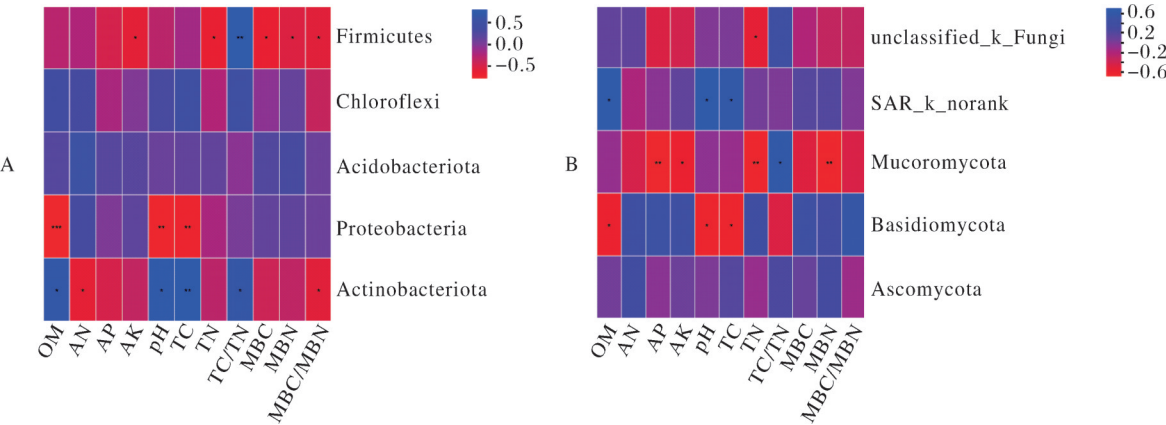 A
Firmicutes
Chloroflexi
Acidobacteriota
Proteobacteria
Actinobacteriota
OM
AN
AP
AK
pH
TC
TN
TC/TN
MBC
MBN
MBC/MBN
0.5
0.0
−0.5
B
unclassified_k_Fungi
SAR_k_norank
Mucoromycota
Basidiomycota
Ascomycota
OM
AN
AP
AK
pH
TC
TN
TC/TN
MBC
MBN
MBC/MBN
0.6
0.2
−0.2
−0.6